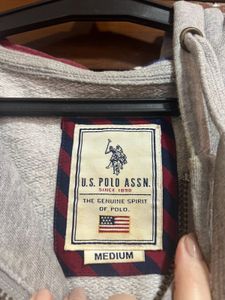 U.S. POLO ASSN.
SINCE 1890
THE GENUINE SPIRIT
OF POLO.
MEDIUM